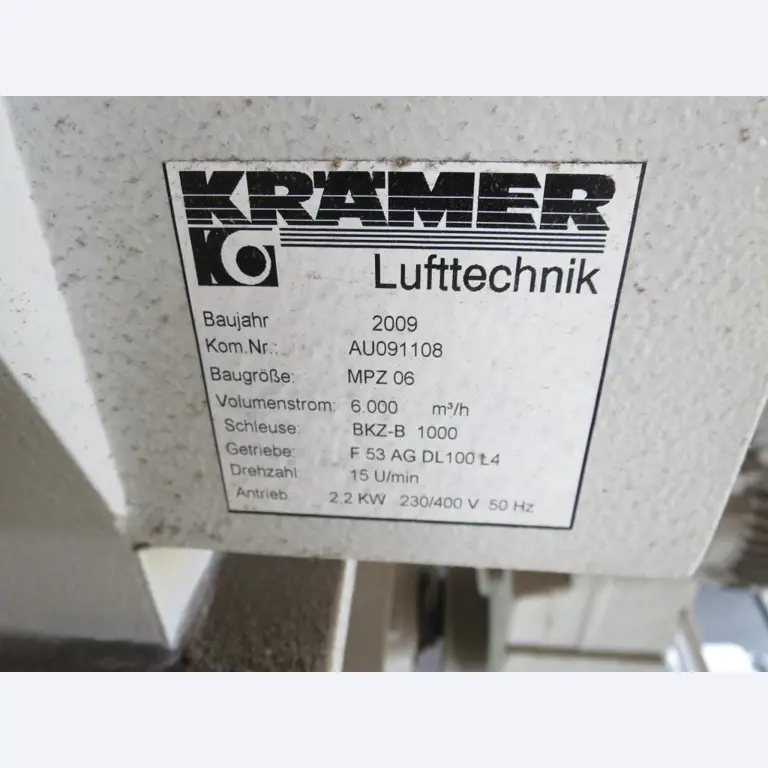 KRÄMER
Lufttechnik
Baujahr 2009
Kom.Nr.: AU091108
Baugröße: MPZ 06
Volumenstrom: 6.000 m³/h
Schleuse: BKZ-B 1000
Getriebe: F 53 AG DL100 L4
Drehzahl: 15 U/min
Antrieb 2.2 KW 230/400 V 50 Hz